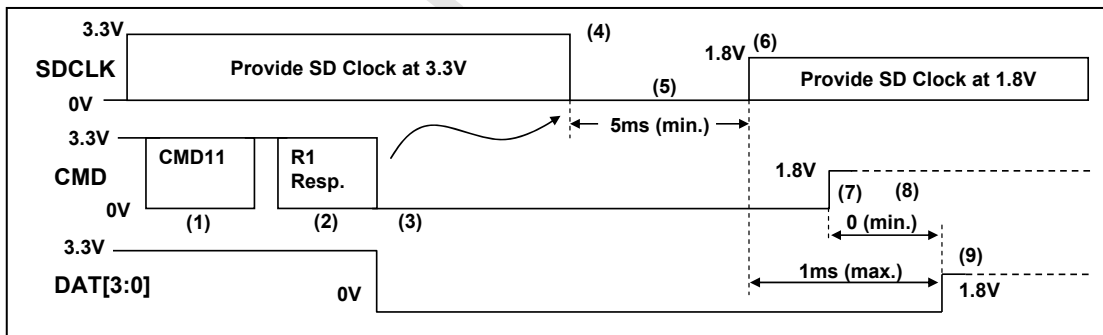 3.3V
(4)
1.8V
(6)
SDCLK
Provide SD Clock at 3.3V
Provide SD Clock at 1.8V
0V
(5)
5ms (min.)
3.3V
CMD11
R1
Resp.
CMD
1.8V
0V
(1)
(2)
(3)
(7)
(8)
0 (min.)
3.3V
DAT[3:0]
0V
1ms (max.)
(9)
1.8V